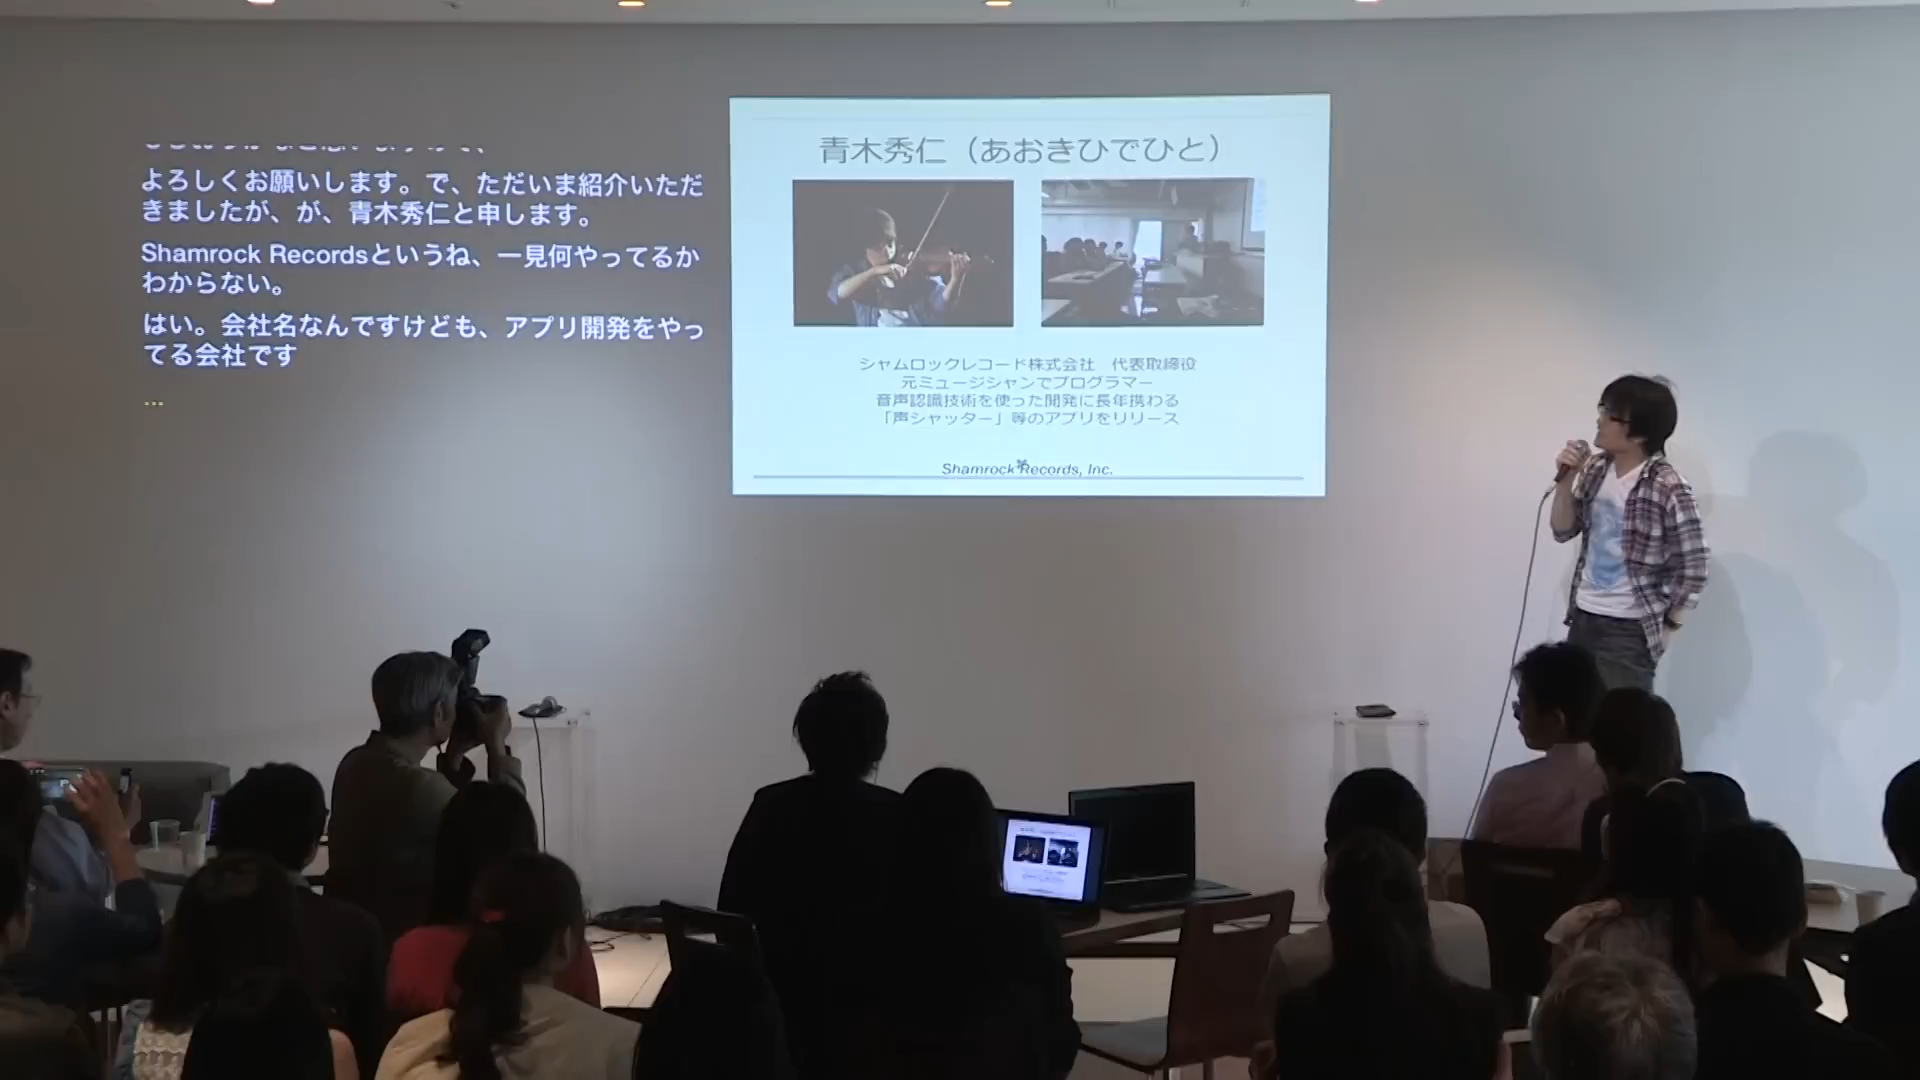 よろしくお願いします。で、ただいま紹介いただ
きましたが、が、青木秀仁と申します。
Shamrock Recordsというね、一見何やってるか
わからない。
はい。会社名なんですけども、アプリ開発をやっ
てる会社です
...
青木秀仁（あおきひでひと）
シャムロックレコード株式会社　代表取締役
元ミュージシャンでプログラマー
音声認識技術を使った開発に長年携わる
「声シャッター」等のアプリをリリース
Shamrock Records, Inc.